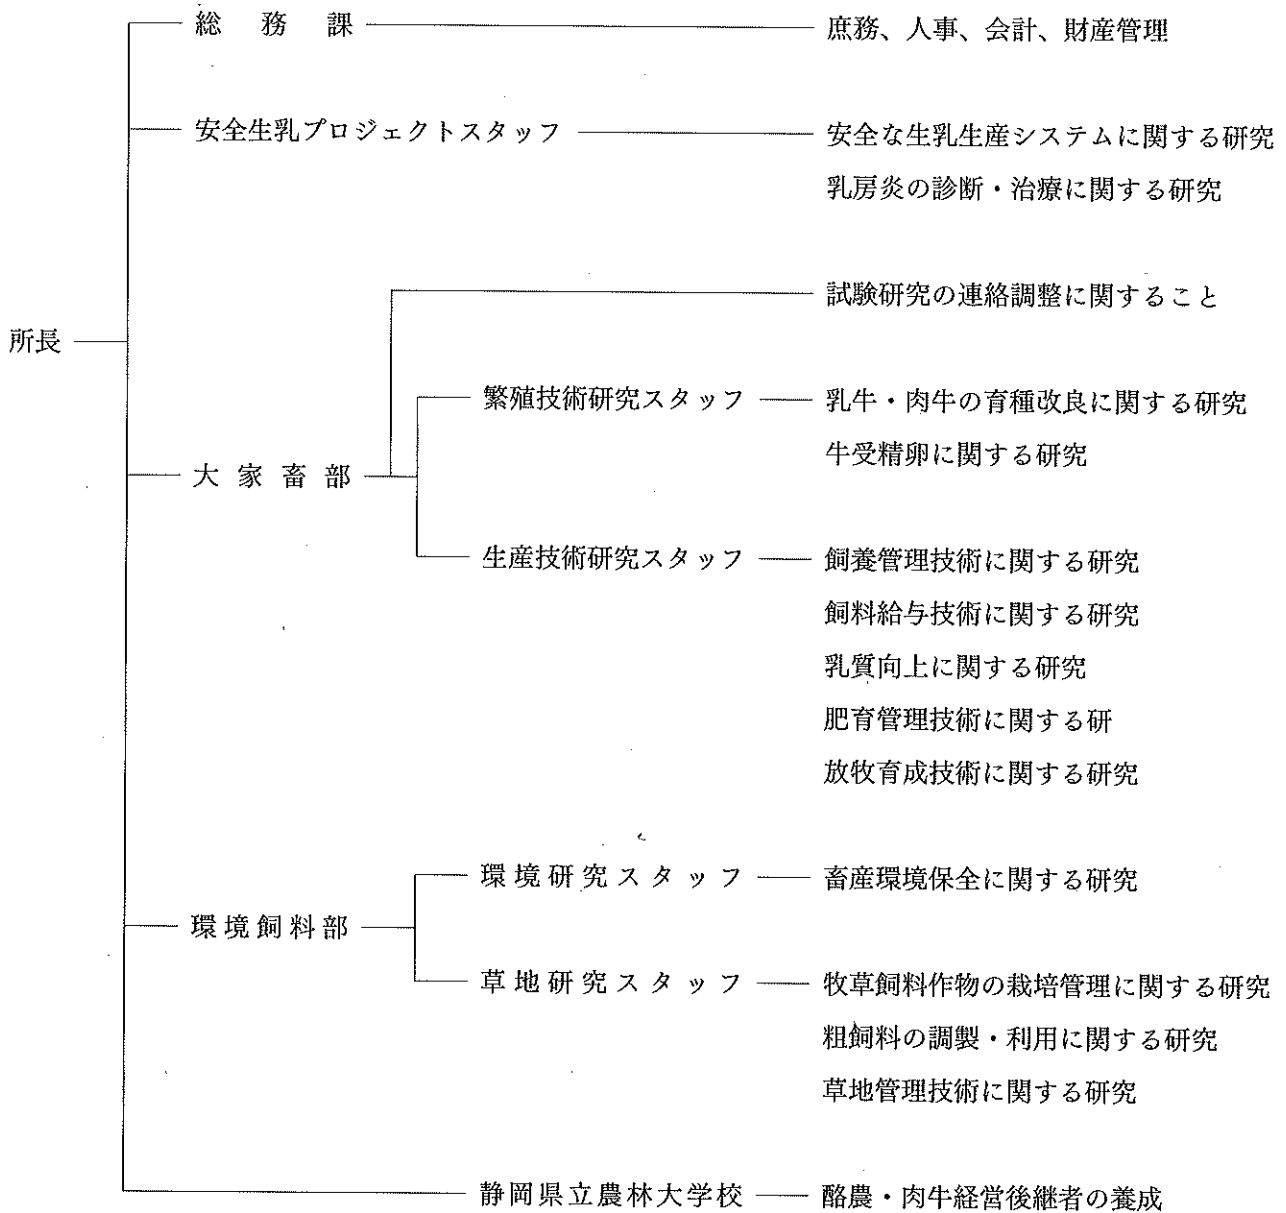 総務課 庶務、人事、会計、財産管理
安全生乳プロジェクトスタッフ 安全な生乳生産システムに関する研究
乳房炎の診断・治療に関する研究
試験研究の連絡調整に関すること
所長
繁殖技術研究スタッフ 乳牛・肉牛の育種改良に関する研究
牛受精卵に関する研究
大家畜部
生産技術研究スタッフ 飼養管理技術に関する研究
飼料給与技術に関する研究
乳質向上に関する研究
肥育管理技術に関する研
放牧育成技術に関する研究
環境研究スタッフ 畜産環境保全に関する研究
環境飼料部
草地研究スタッフ 牧草飼料作物の栽培管理に関する研究
粗飼料の調製・利用に関する研究
草地管理技術に関する研究
静岡県立農林大学校 酪農・肉牛経営後継者の養成